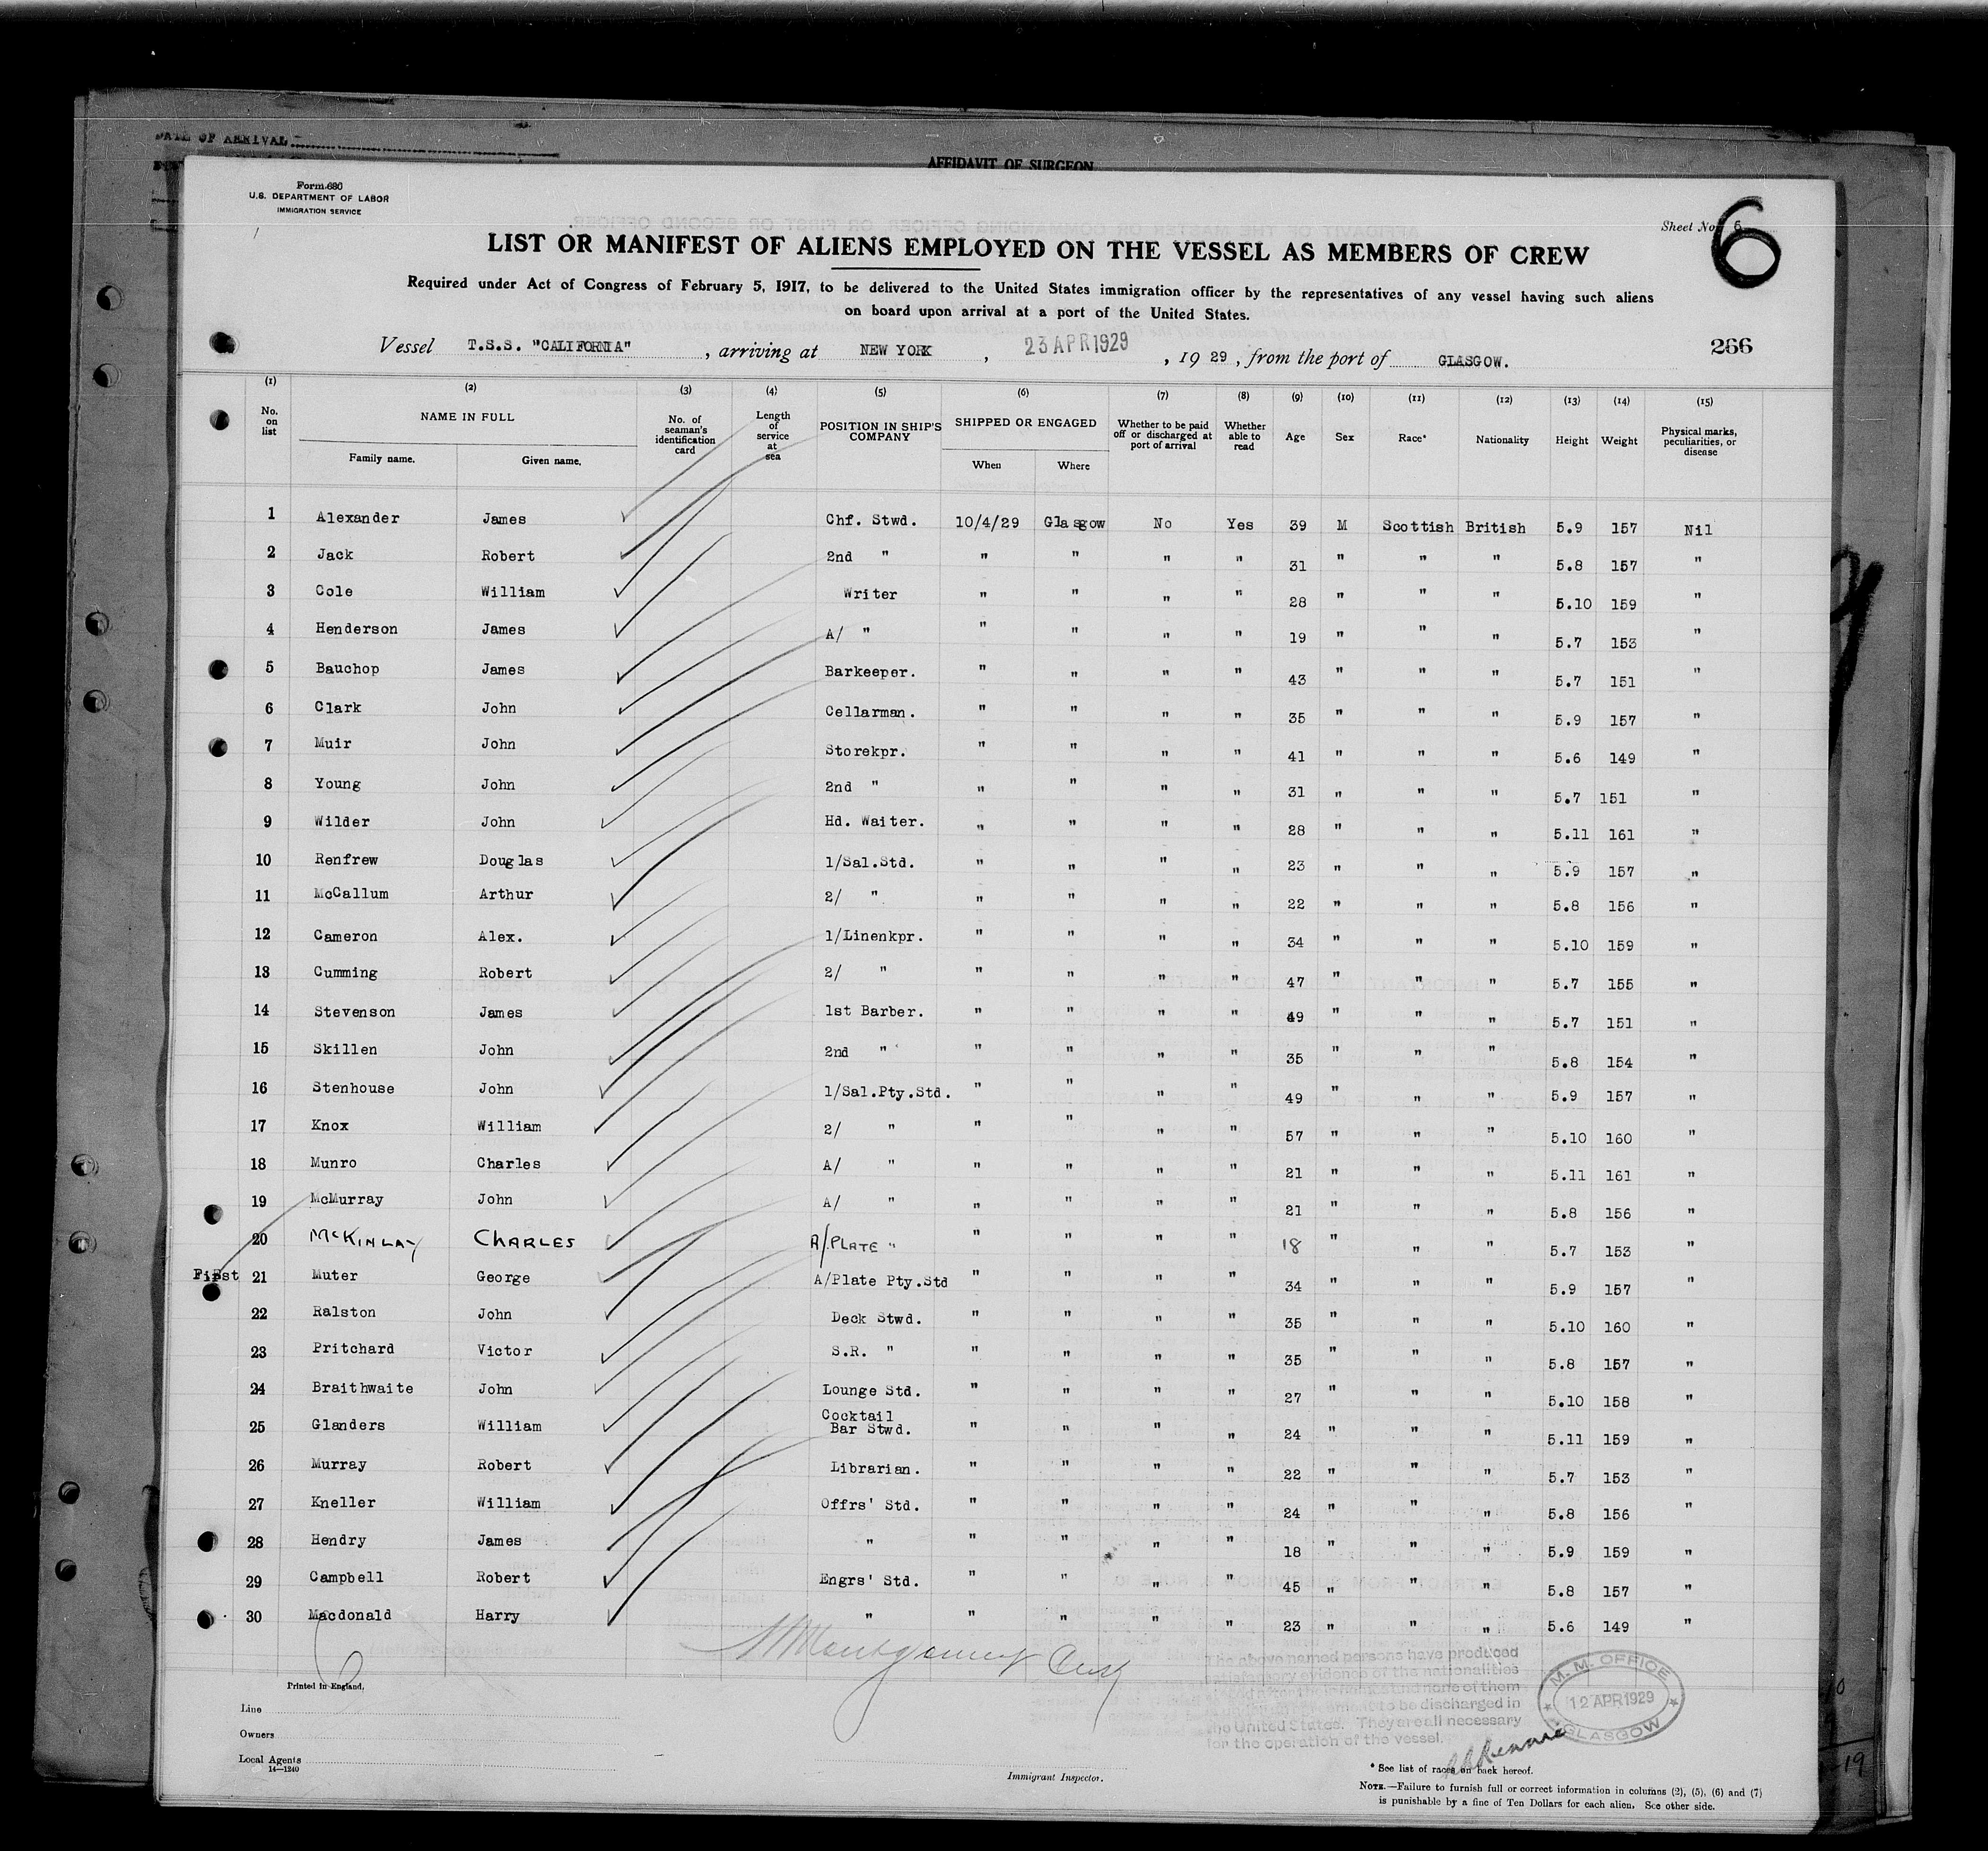 DATE OF ARRIVAL
AFFIDAVIT OF SURGEON
Form 680
U.S. DEPARTMENT OF LABOR
IMMIGRATION SERVICE
Sheet No. 6
6
LIST OR MANIFEST OF ALIENS EMPLOYED ON THE VESSEL AS MEMBERS OF CREW
Required under Act of Congress of February 5, 1917, to be delivered to the United States immigration officer by the representatives of any vessel having such aliens
on board upon arrival at a port of the United States.
Vessel T.S.S. "CALIFORNIA" , arriving at NEW YORK , 23 APR 1929 , 19 29 , from the port of GLASGOW.
266
(1) (2) (3) (4) (5) (6) (7) (8) (9) (10) (11) (12) (13) (14) (15)
No. on list NAME IN FULL Family name. Given name. No. of seaman's identification card Length of service at sea POSITION IN SHIP'S COMPANY SHIPPED OR ENGAGED When Where Whether to be paid off or discharged at port of arrival Whether able to read Age Sex Race* Nationality Height Weight Physical marks, peculiarities, or disease
1 Alexander James Chf. Stwd. 10/4/29 Glasgow No Yes 39 M Scottish British 5.9 157 Nil
2 Jack Robert 2nd " " " " " 31 " " " 5.8 157 "
3 Cole William Writer " " " " 28 " " " 5.10 159 "
4 Henderson James A/ " " " " " 19 " " " 5.7 153 "
5 Bauchop James Barkeeper. " " " " 43 " " " 5.7 151 "
6 Clark John Cellarman. " " " " 35 " " " 5.9 157 "
7 Muir John Storekpr. " " " " 41 " " " 5.6 149 "
8 Young John 2nd " " " " " 31 " " " 5.7 151 "
9 Wilder John Hd. Waiter. " " " " 28 " " " 5.11 161 "
10 Renfrew Douglas 1/Sal.Std. " " " " 23 " " " 5.9 157 "
11 McCallum Arthur 2/ " " " " " 22 " " " 5.8 156 "
12 Cameron Alex. 1/Linenkpr. " " " " 34 " " " 5.10 159 "
13 Cumming Robert 2/ " " " " " 47 " " " 5.7 155 "
14 Stevenson James 1st Barber. " " " " 49 " " " 5.7 151 "
15 Skillen John 2nd " " " " " 35 " " " 5.8 154 "
16 Stenhouse John 1/Sal.Pty.Std. " " " " 49 " " " 5.9 157 "
17 Knox William 2/ " " " " " 57 " " " 5.10 160 "
18 Munro Charles A/ " " " " " 21 " " " 5.11 161 "
19 McMurray John A/ " " " " " 21 " " " 5.8 156 "
20 McKINLAY CHARLES A/PLATE " " " " " 18 " " " 5.7 153 "
First 21 Muter George A/Plate Pty.Std " " " " 34 " " " 5.9 157 "
22 Ralston John Deck Stwd. " " " " 35 " " " 5.10 160 "
23 Pritchard Victor S.R. " " " " " 35 " " " 5.8 157 "
24 Braithwaite John Lounge Std. " " " " 27 " " " 5.10 158 "
25 Glanders William Cocktail Bar Stwd. " " " " 24 " " " 5.11 159 "
26 Murray Robert Librarian. " " " " 22 " " " 5.7 153 "
27 Kneller William Offrs' Std. " " " " 24 " " " 5.8 156 "
28 Hendry James " " " " " 18 " " " 5.9 159 "
29 Campbell Robert Engrs' Std. " " " " 45 " " " 5.8 157 "
30 Macdonald Harry " " " " " 23 " " " 5.6 149 "
Montgomery
The above named persons have produced
satisfactory evidence of the nationalities
and none of them
to be discharged in
the United States. They are all necessary
for the operation of the vessel.
M. M. OFFICE
12 APR 1929
GLASGOW
Printed in England.
Line
Owners
Local Agents
14—1240
Immigrant Inspector.
* See list of races on back hereof.
NOTE.—Failure to furnish full or correct information in columns (2), (5), (6) and (7)
is punishable by a fine of Ten Dollars for each alien. See other side.
19